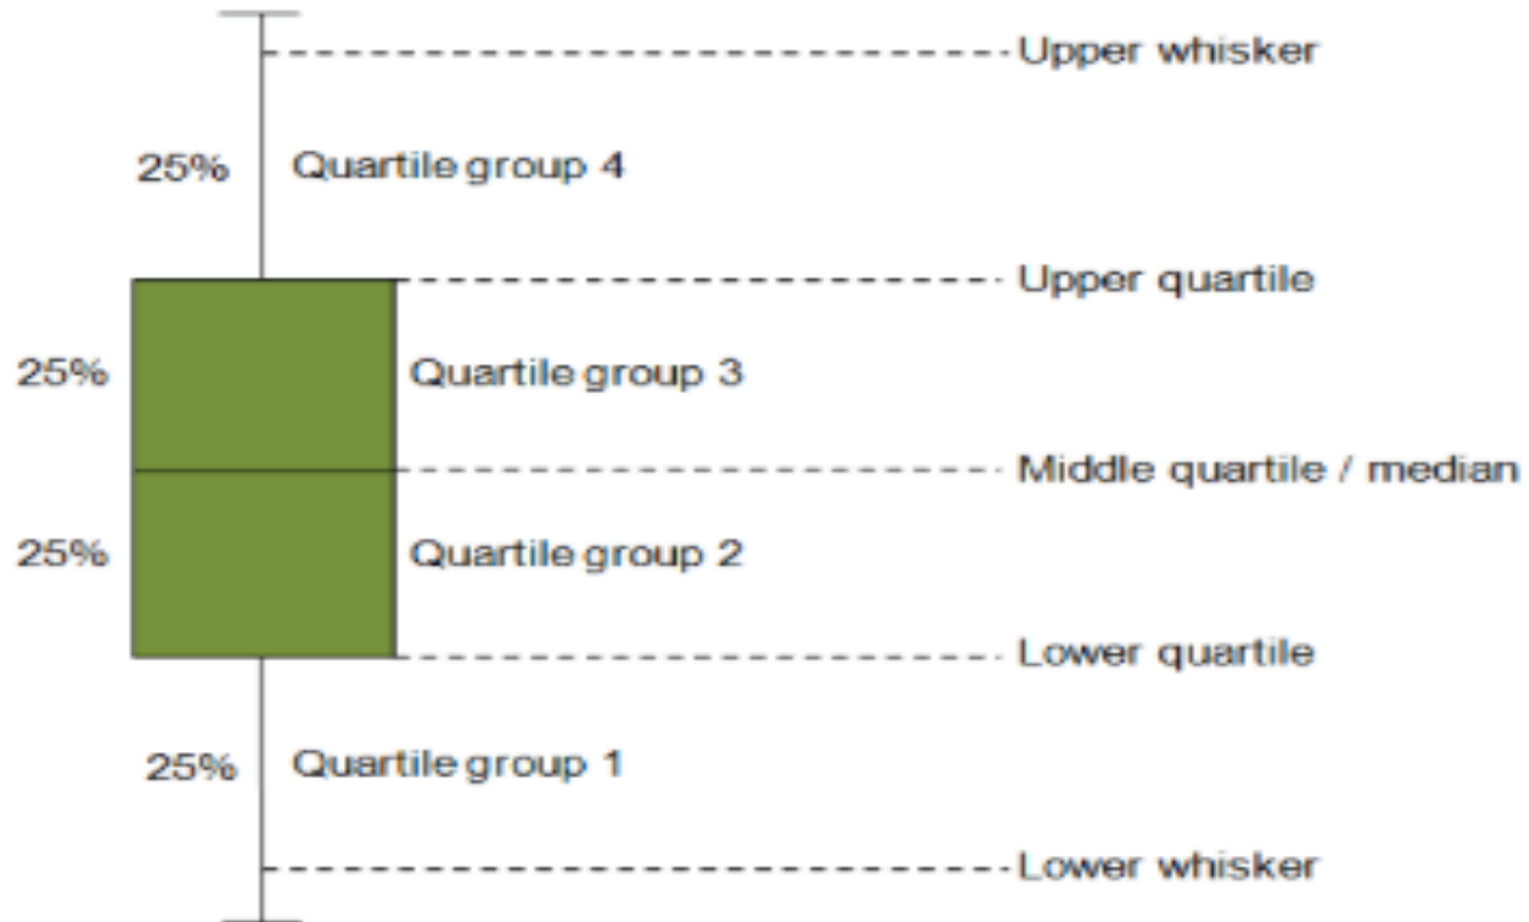 Upper whisker
25% Quartile group 4
Upper quartile
25% Quartile group 3
Middle quartile / median
25% Quartile group 2
Lower quartile
25% Quartile group 1
Lower whisker